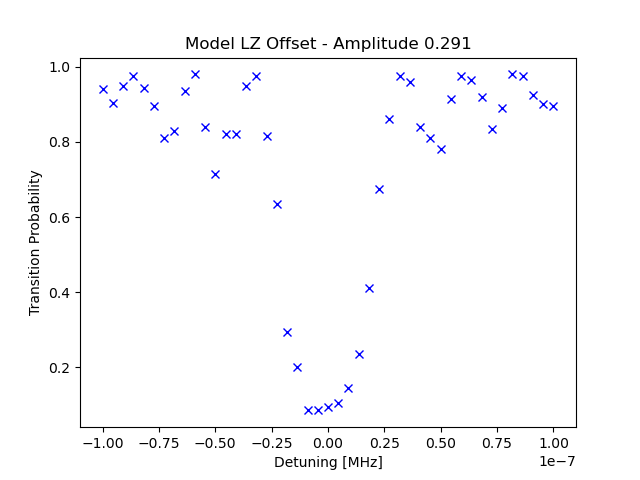 Model LZ Offset - Amplitude 0.291
1.0
0.8
0.6
0.4
0.2
Transition Probability
−1.00 −0.75 −0.50 −0.25 0.00 0.25 0.50 0.75 1.00
1e−7
Detuning [MHz]